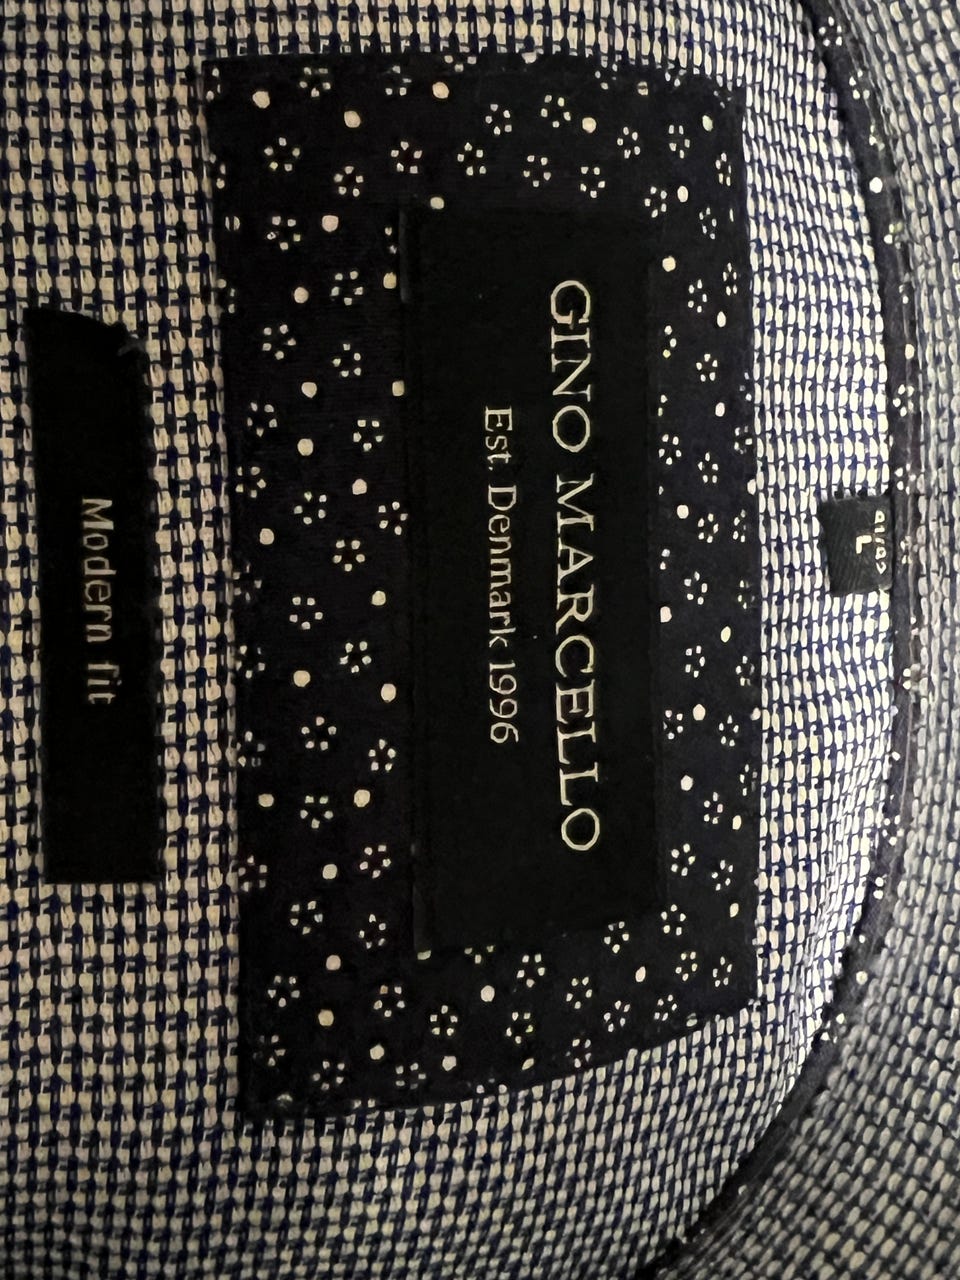 L
GINO MARCELLO
Est. Denmark 1996
Modern fit